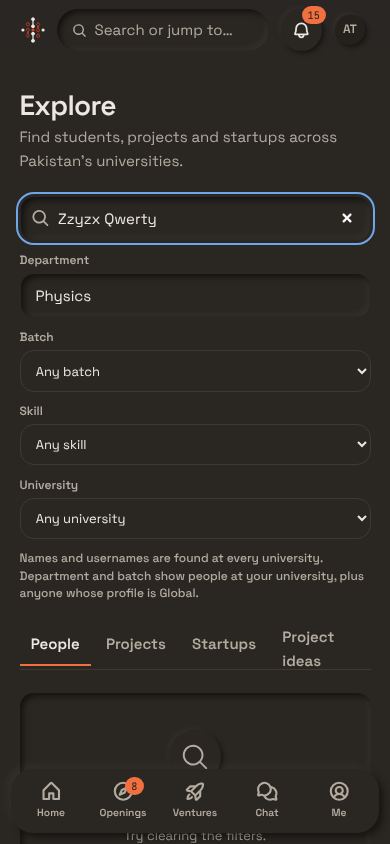 15
Search or jump to...
AT
Explore
Find students, projects and startups across
Pakistan's universities.
Zzyzx Qwerty
Department
Physics
Batch
Any batch
Skill
Any skill
University
Any university
Names and usernames are found at every university.
Department and batch show people at your university, plus
anyone whose profile is Global.
People Projects Startups Project
ideas
8
Home Openings Ventures Chat Me
Try clearing the filters.